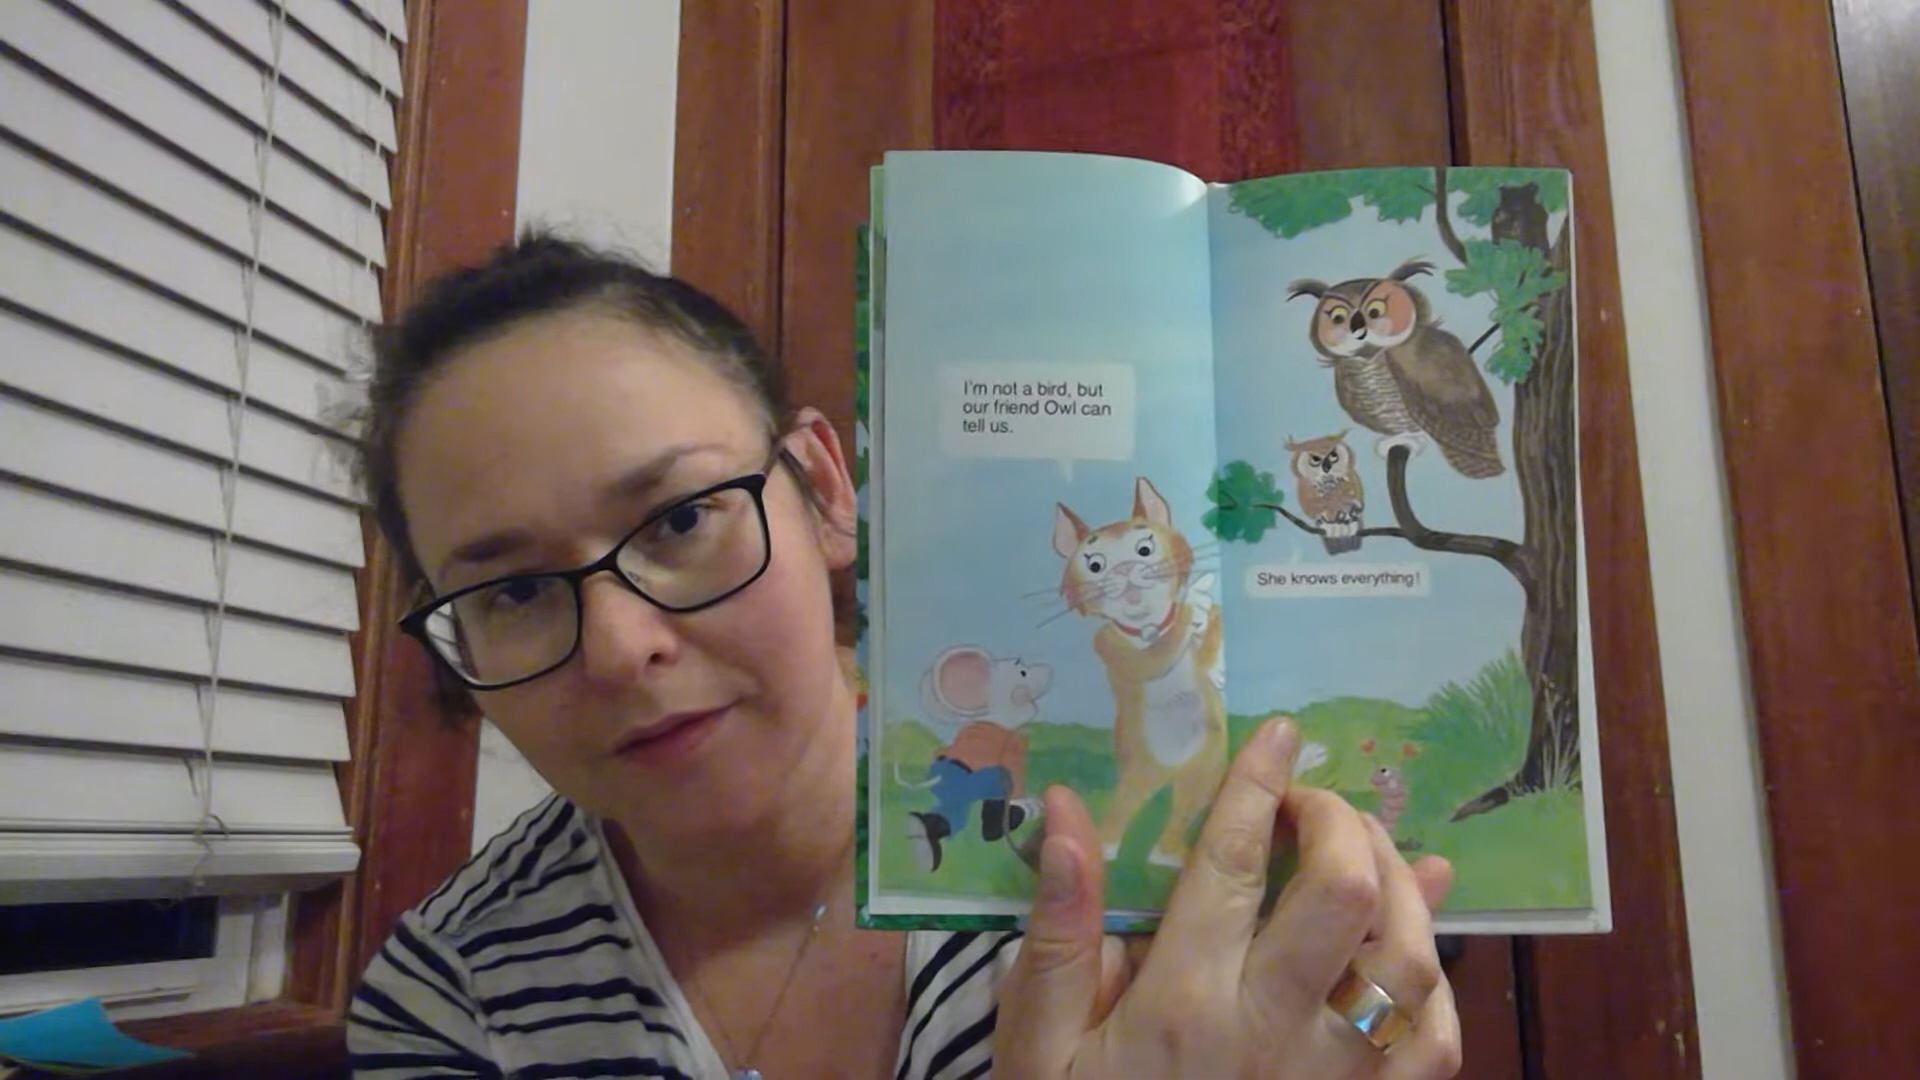 I'm not a bird, but
our friend Owl can
tell us.
She knows everything!